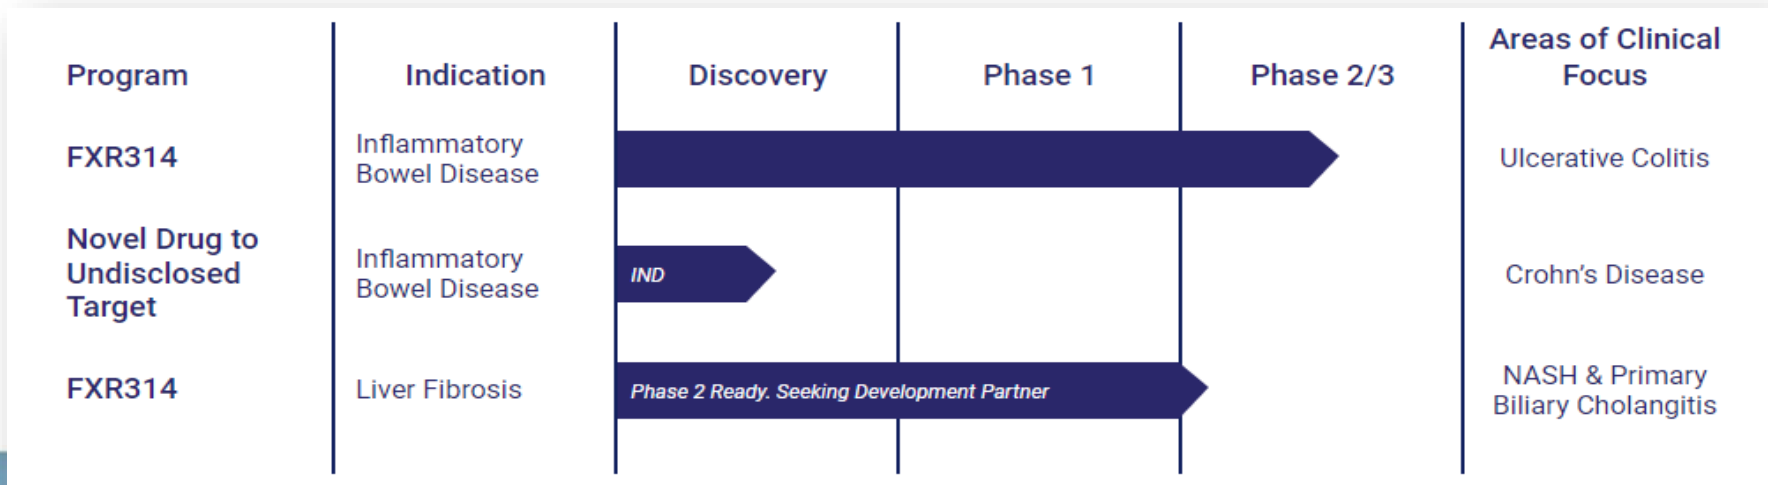 Program
Indication
Discovery
Phase 1
Phase 2/3
Areas of Clinical
Focus
FXR314
Inflammatory
Bowel Disease
Ulcerative Colitis
Novel Drug to
Undisclosed
Target
Inflammatory
Bowel Disease
IND
Crohn's Disease
FXR314
Liver Fibrosis
Phase 2 Ready. Seeking Development Partner
NASH & Primary
Biliary Cholangitis